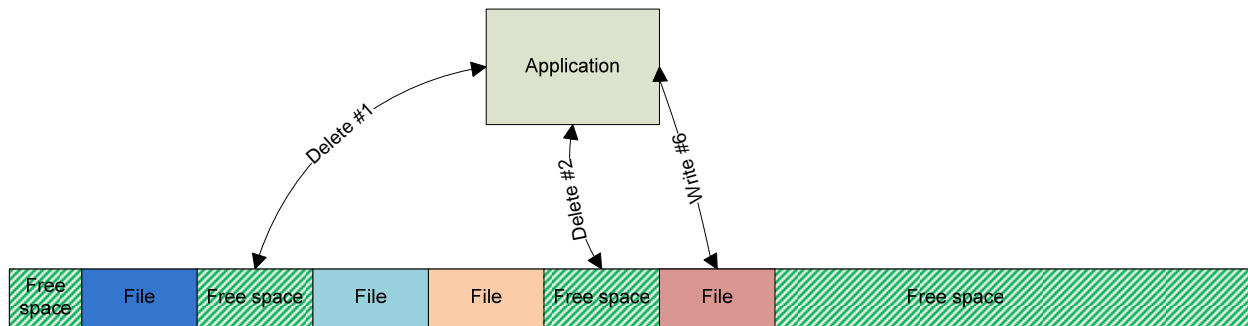 Application
Delete #1
Delete #2
Write #6
Free
space
File
Free space
File
File
Free space
File
Free space